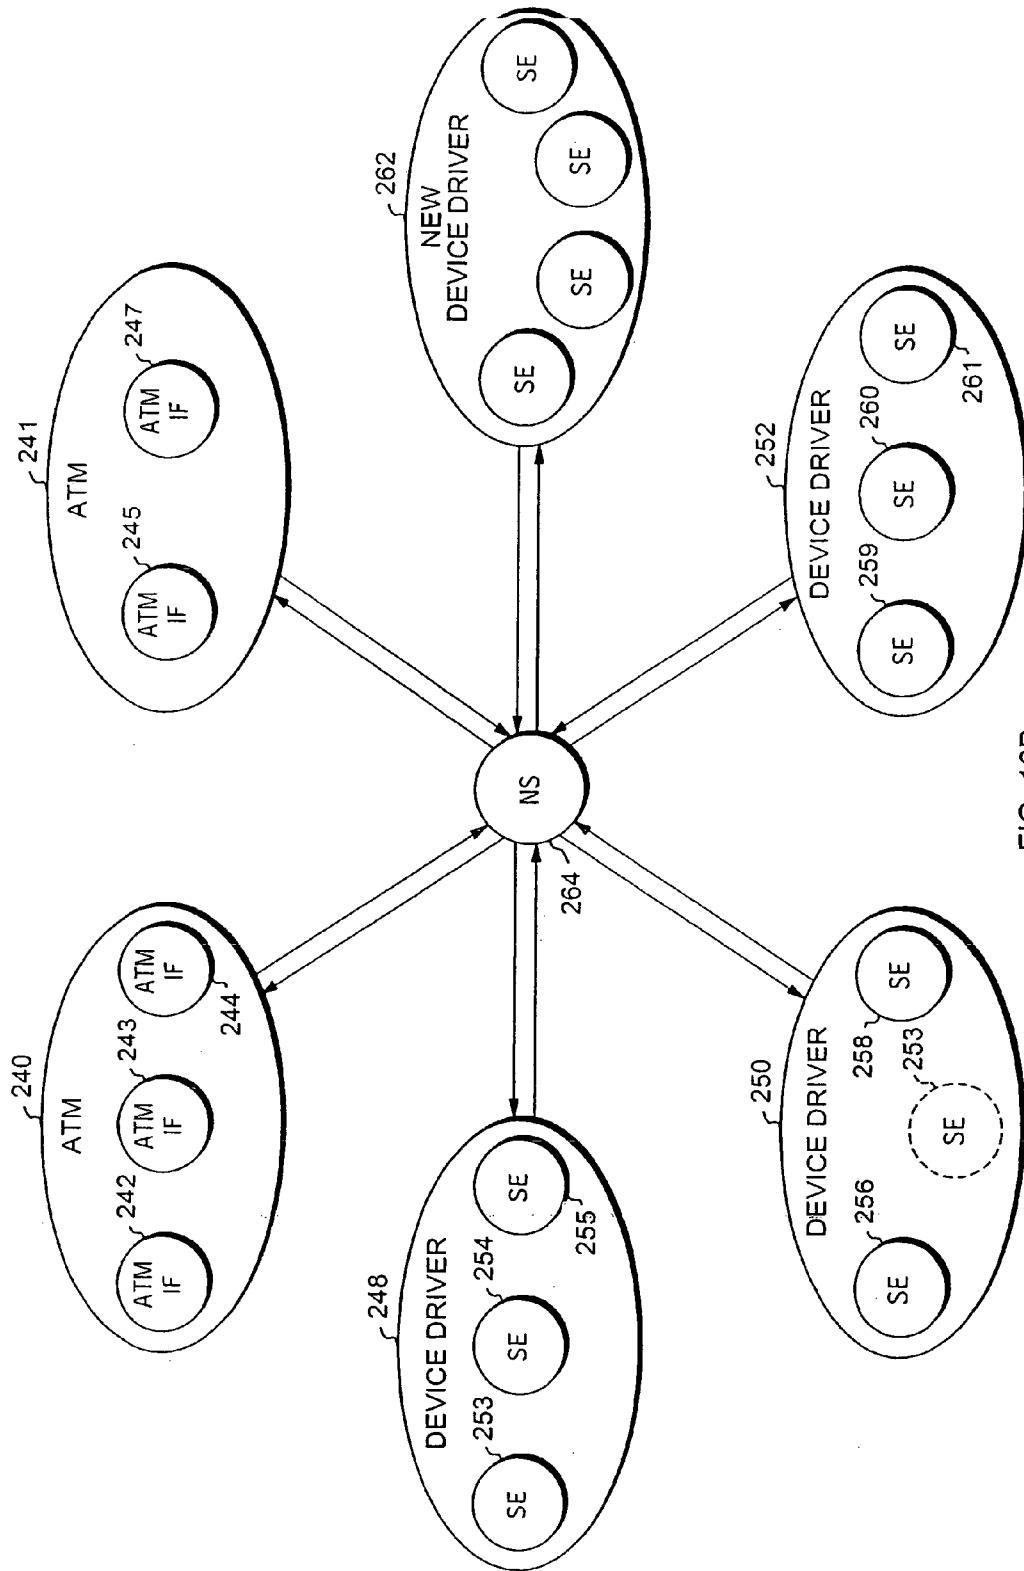 240
ATM
242
243
ATM
IF
ATM
IF
ATM
IF
244
241
ATM
245
247
ATM
IF
ATM
IF
248
DEVICE DRIVER
253
254
SE
SE
SE
255
NS
264
262
NEW
DEVICE DRIVER
SE
SE
SE
SE
250
DEVICE DRIVER
256
258
SE
SE
253
SE
252
DEVICE DRIVER
259
260
SE
SE
SE
261
FIG.